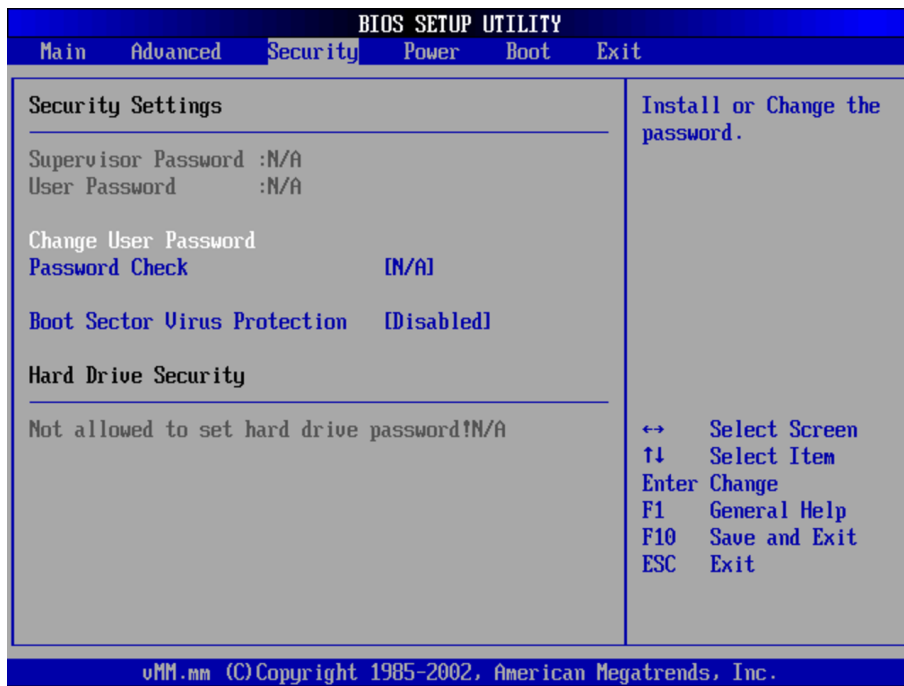 BIOS SETUP UTILITY
Main Advanced Security Power Boot Exit
Security Settings
Supervisor Password :N/A
User Password :N/A
Change User Password
Password Check [N/A]
Boot Sector Virus Protection [Disabled]
Hard Drive Security
Not allowed to set hard drive password!N/A
Install or Change the
password.
↔ Select Screen
↑↓ Select Item
Enter Change
F1 General Help
F10 Save and Exit
ESC Exit
vMM.mm (C)Copyright 1985-2002, American Megatrends, Inc.